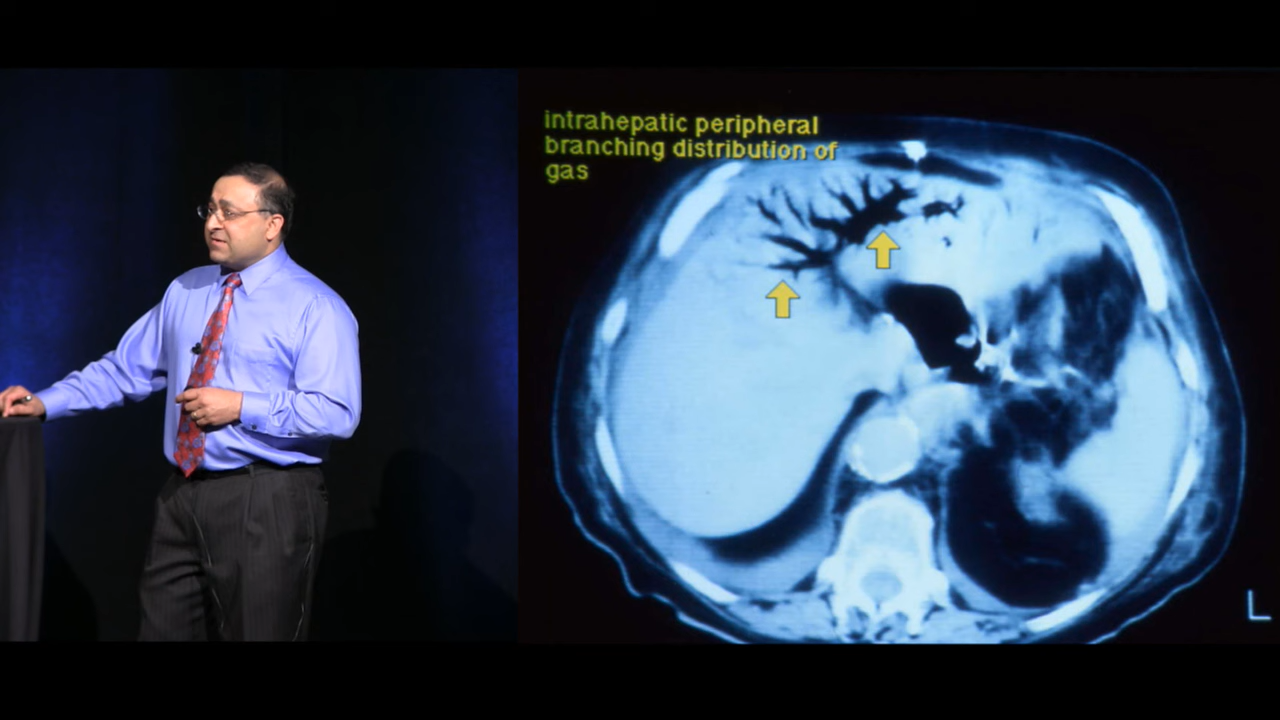 intrahepatic peripheral
branching distribution of
gas
L